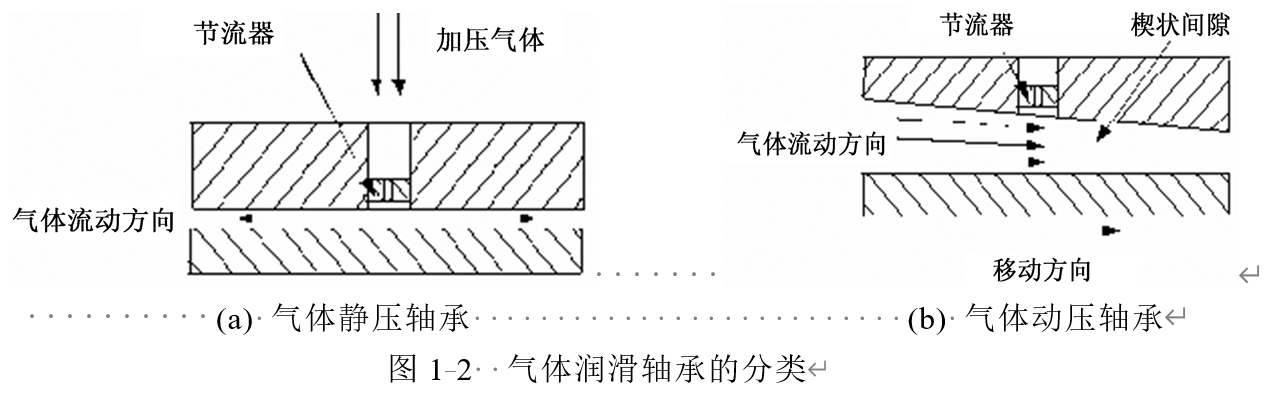 节流器
加压气体
气体流动方向
节流器
楔状间隙
气体流动方向
移动方向
(a) 气体静压轴承
(b) 气体动压轴承
图 1-2 气体润滑轴承的分类